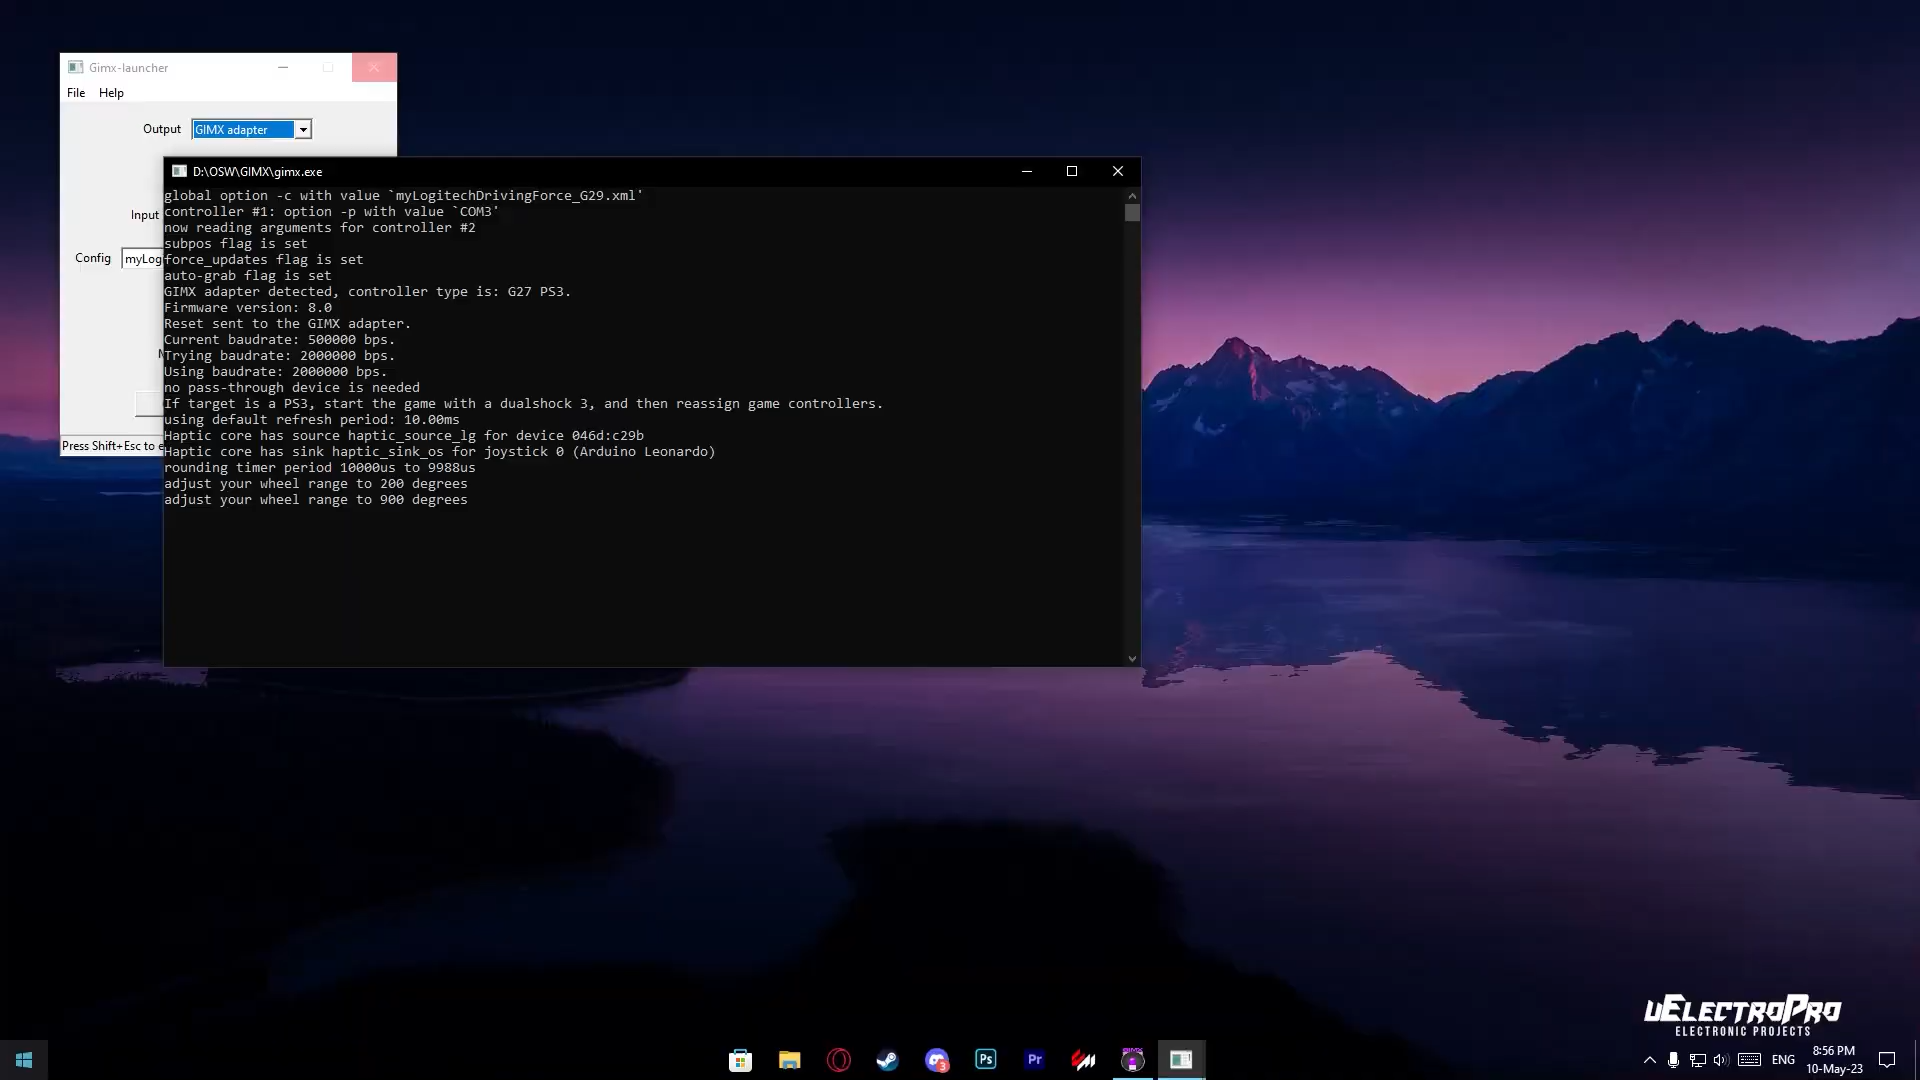 Gimx-launcher
File Help
Output GIMX adapter
Input
Config myLog
Press Shift+Esc to e
D:\OSW\GIMX\gimx.exe
global option -c with value `myLogitechDrivingForce_G29.xml'
controller #1: option -p with value `COM3'
now reading arguments for controller #2
subpos flag is set
force_updates flag is set
auto-grab flag is set
GIMX adapter detected, controller type is: G27 PS3.
Firmware version: 8.0
Reset sent to the GIMX adapter.
Current baudrate: 500000 bps.
Trying baudrate: 2000000 bps.
Using baudrate: 2000000 bps.
no pass-through device is needed
If target is a PS3, start the game with a dualshock 3, and then reassign game controllers.
using default refresh period: 10.00ms
Haptic core has source haptic_source_lg for device 046d:c29b
Haptic core has sink haptic_sink_os for joystick 0 (Arduino Leonardo)
rounding timer period 10000us to 9988us
adjust your wheel range to 200 degrees
adjust your wheel range to 900 degrees
uElectroPro
ELECTRONIC PROJECTS
3
Ps
Pr
GIMX
ENG
8:56 PM
10-May-23